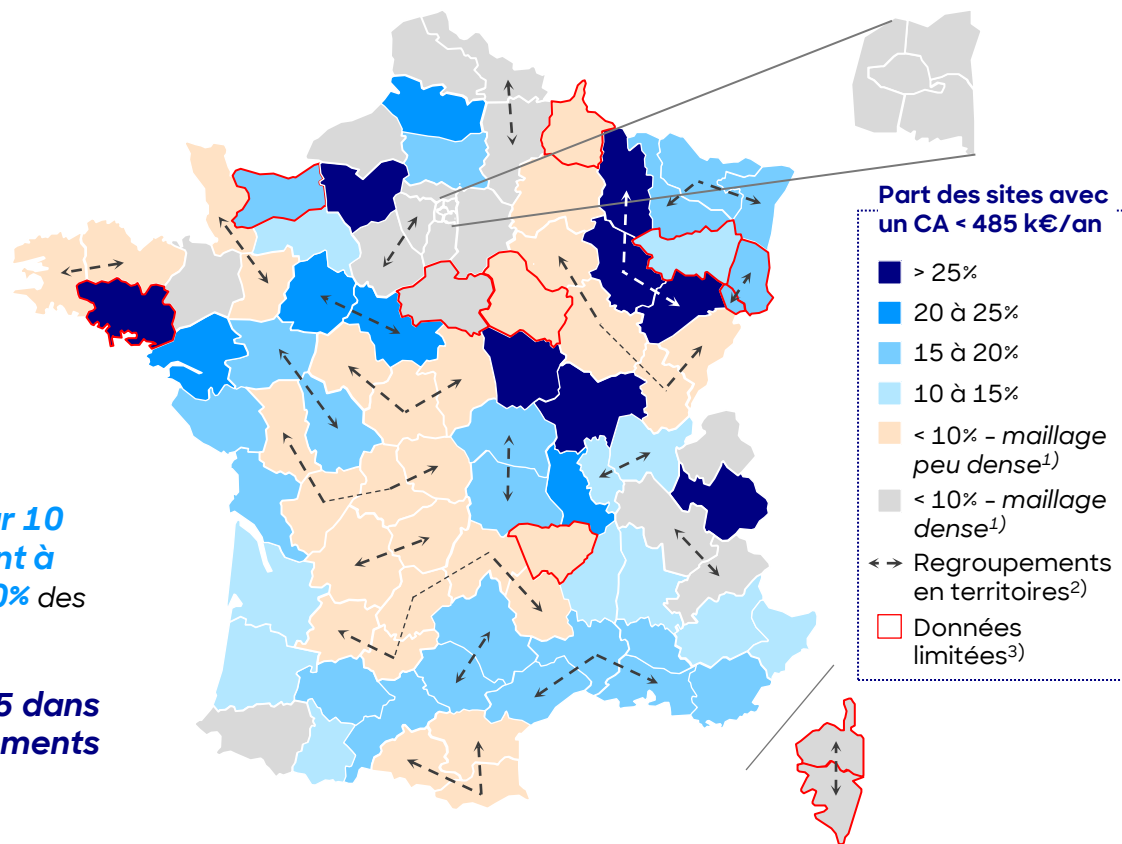 r 10
nt à
0% des
5 dans
ments
Part des sites avec
un CA < 485 k€/an
> 25%
20 à 25%
15 à 20%
10 à 15%
< 10% - maillage
peu dense¹⁾
< 10% - maillage
dense¹⁾
Regroupements
en territoires²⁾
Données
limitées³⁾